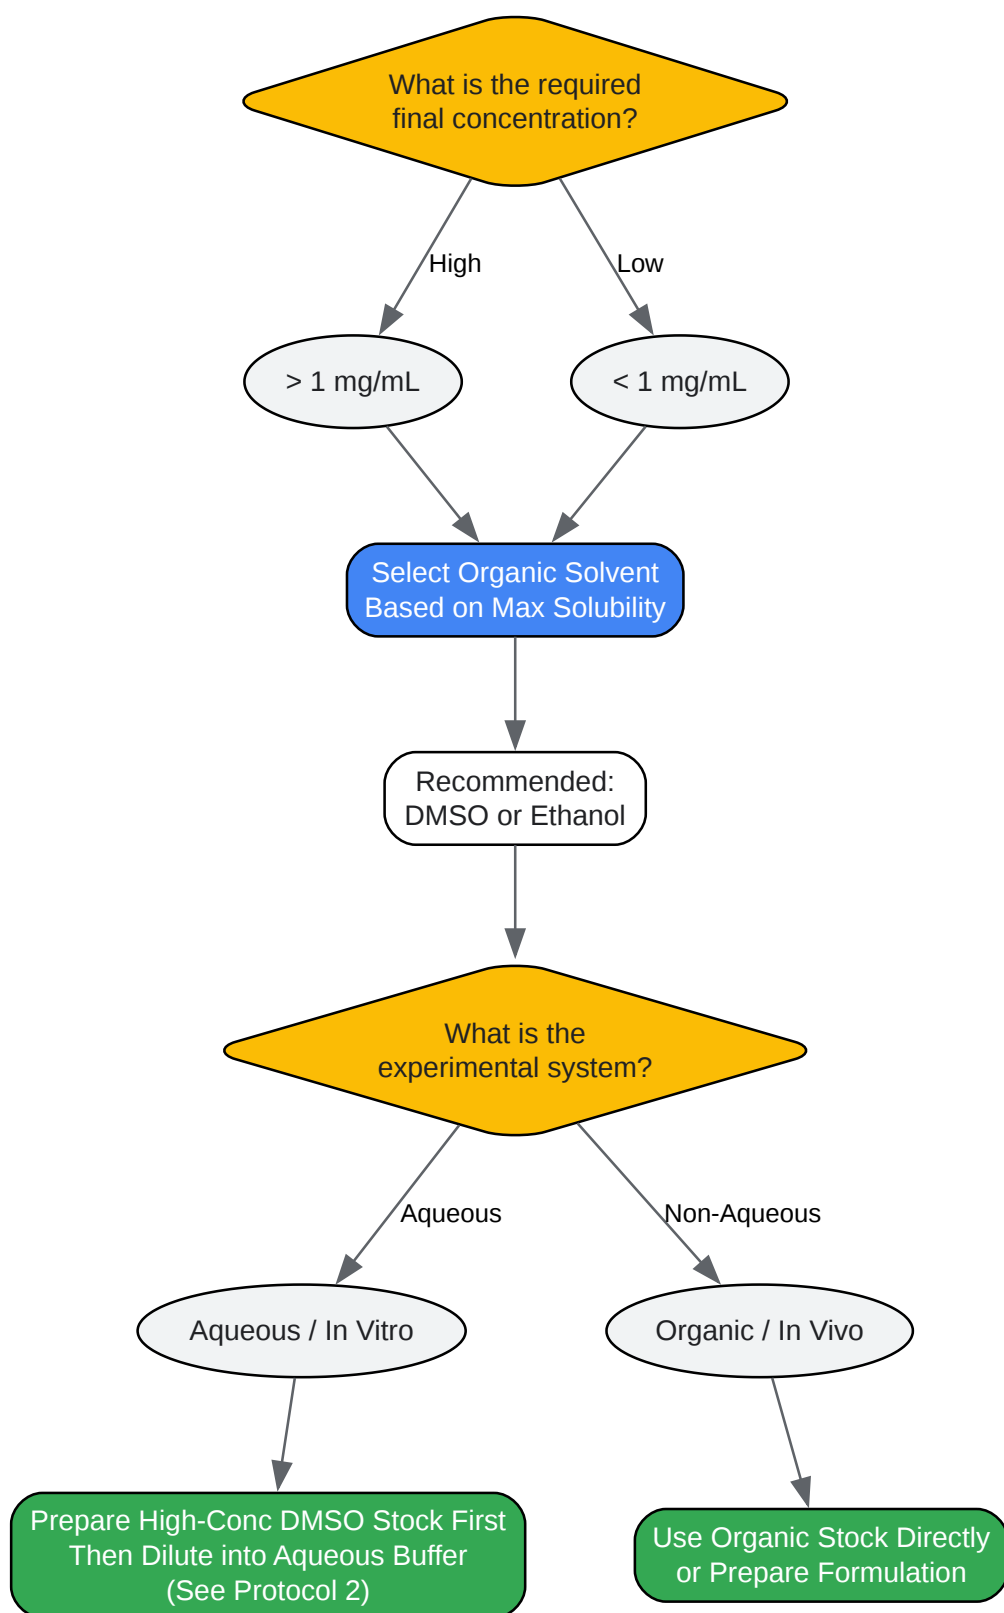 What is the required
final concentration?
High
Low
> 1 mg/mL
< 1 mg/mL
Select Organic Solvent
Based on Max Solubility
Recommended:
DMSO or Ethanol
What is the
experimental system?
Aqueous
Non-Aqueous
Aqueous / In Vitro
Organic / In Vivo
Prepare High-Conc DMSO Stock First
Then Dilute into Aqueous Buffer
(See Protocol 2)
Use Organic Stock Directly
or Prepare Formulation